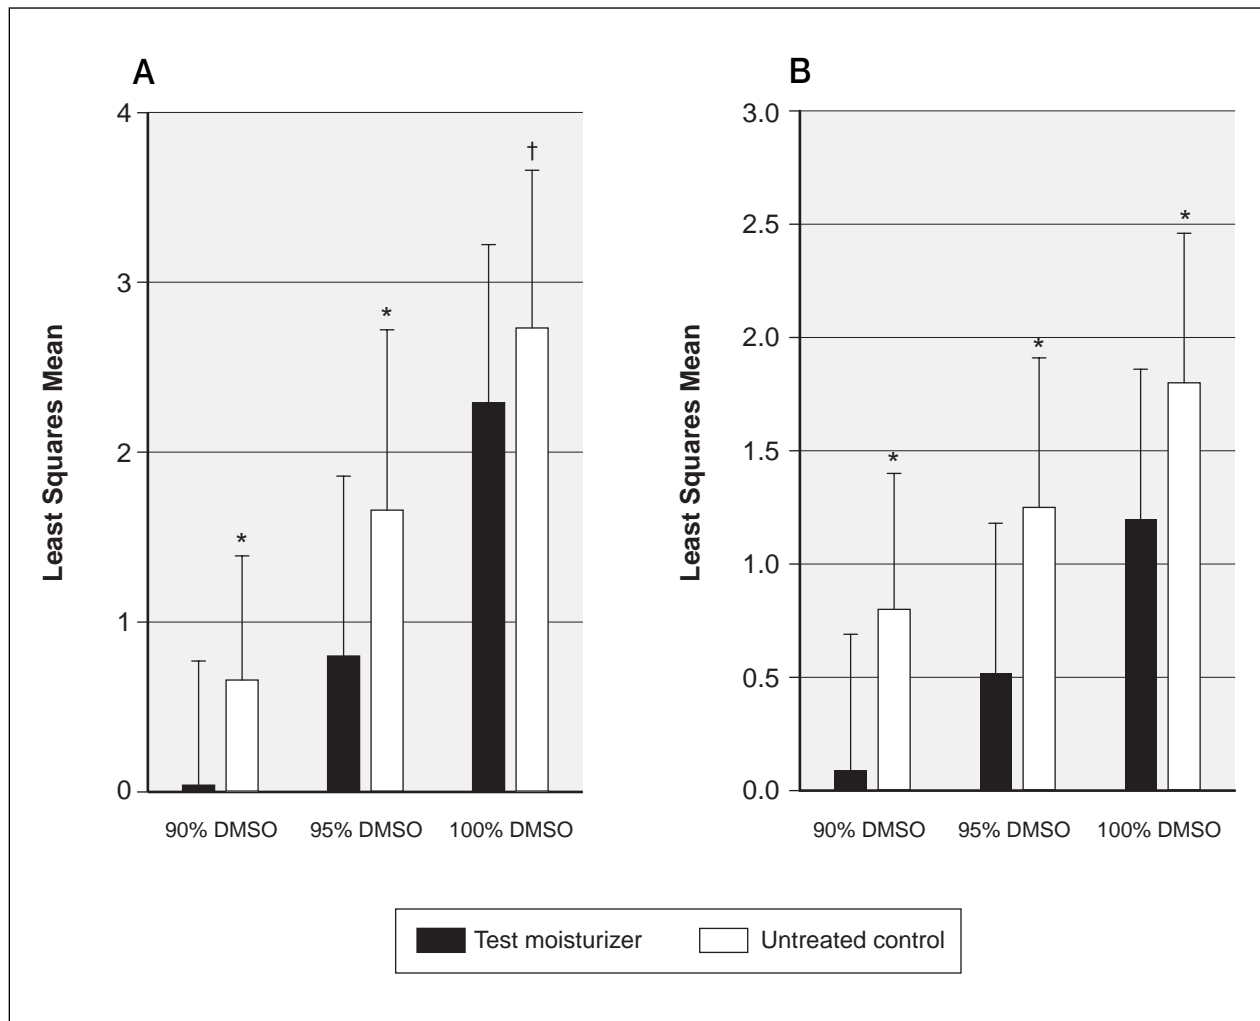 A
4
3
2
1
0
Least Squares Mean
*
*
†
90% DMSO 95% DMSO 100% DMSO
B
3.0
2.5
2.0
1.5
1.0
0.5
0.0
Least Squares Mean
*
*
*
90% DMSO 95% DMSO 100% DMSO
Test moisturizer Untreated control